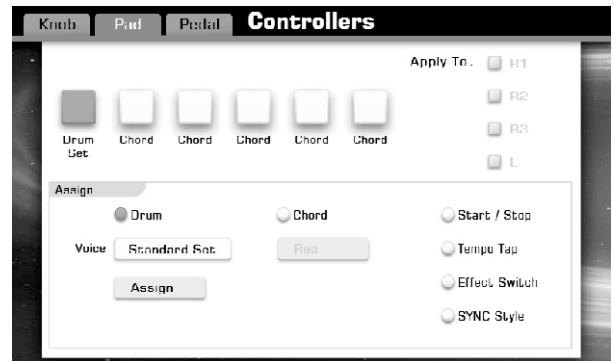 Knob Pad Pedal Controllers
Apply To. R1
R2
R3
L
Drum Set Chord Chord Chord Chord Chord
Assign
Drum Chord Start / Stop
Voice Standard Set Rec Tempo Tap
Assign Effect Switch
SYNC Style